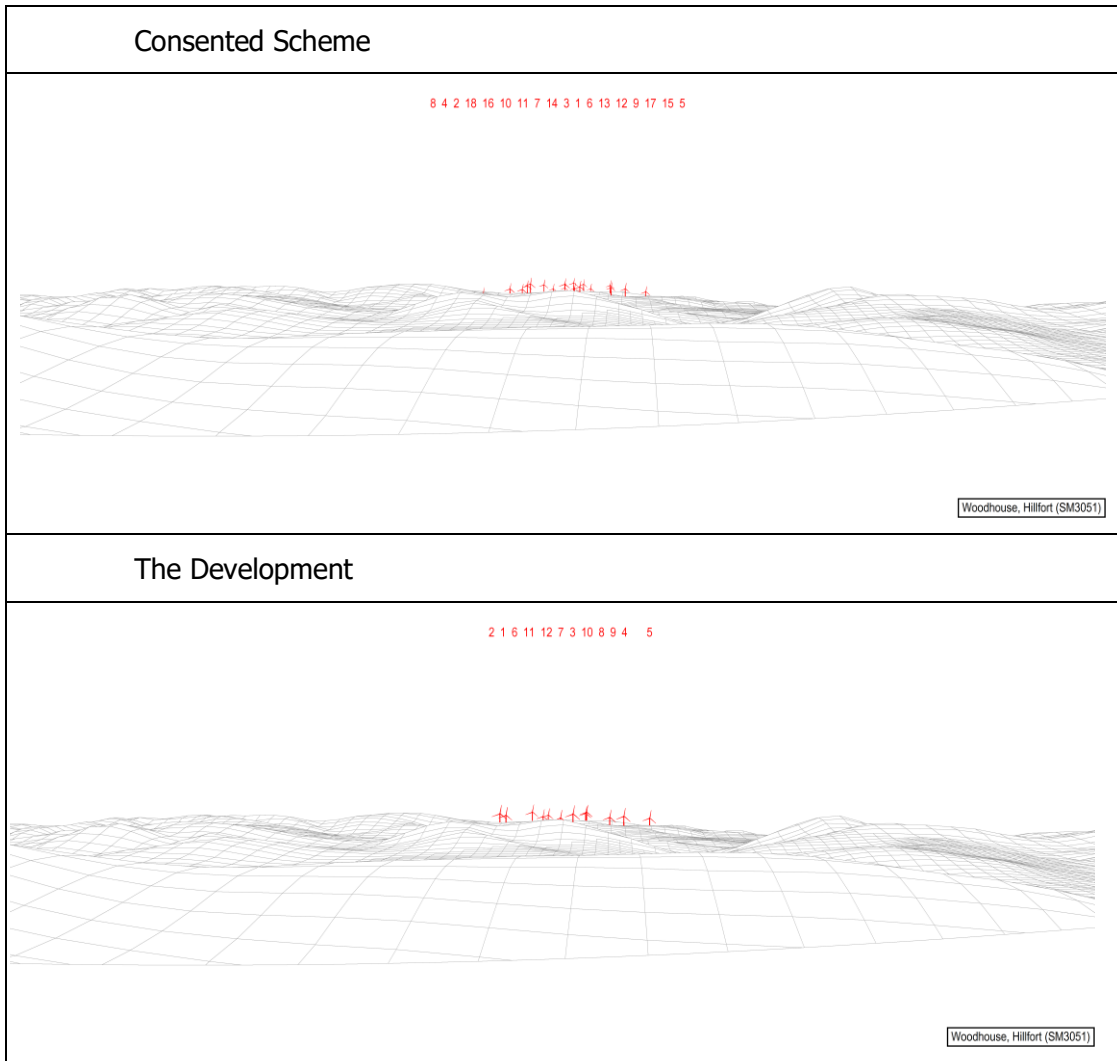 Consented Scheme
8 4 2 18 16 10 11 7 14 3 1 6 13 12 9 17 15 5
Woodhouse, Hillfort (SM3051)
The Development
2 1 6 11 12 7 3 10 8 9 4 5
Woodhouse, Hillfort (SM3051)